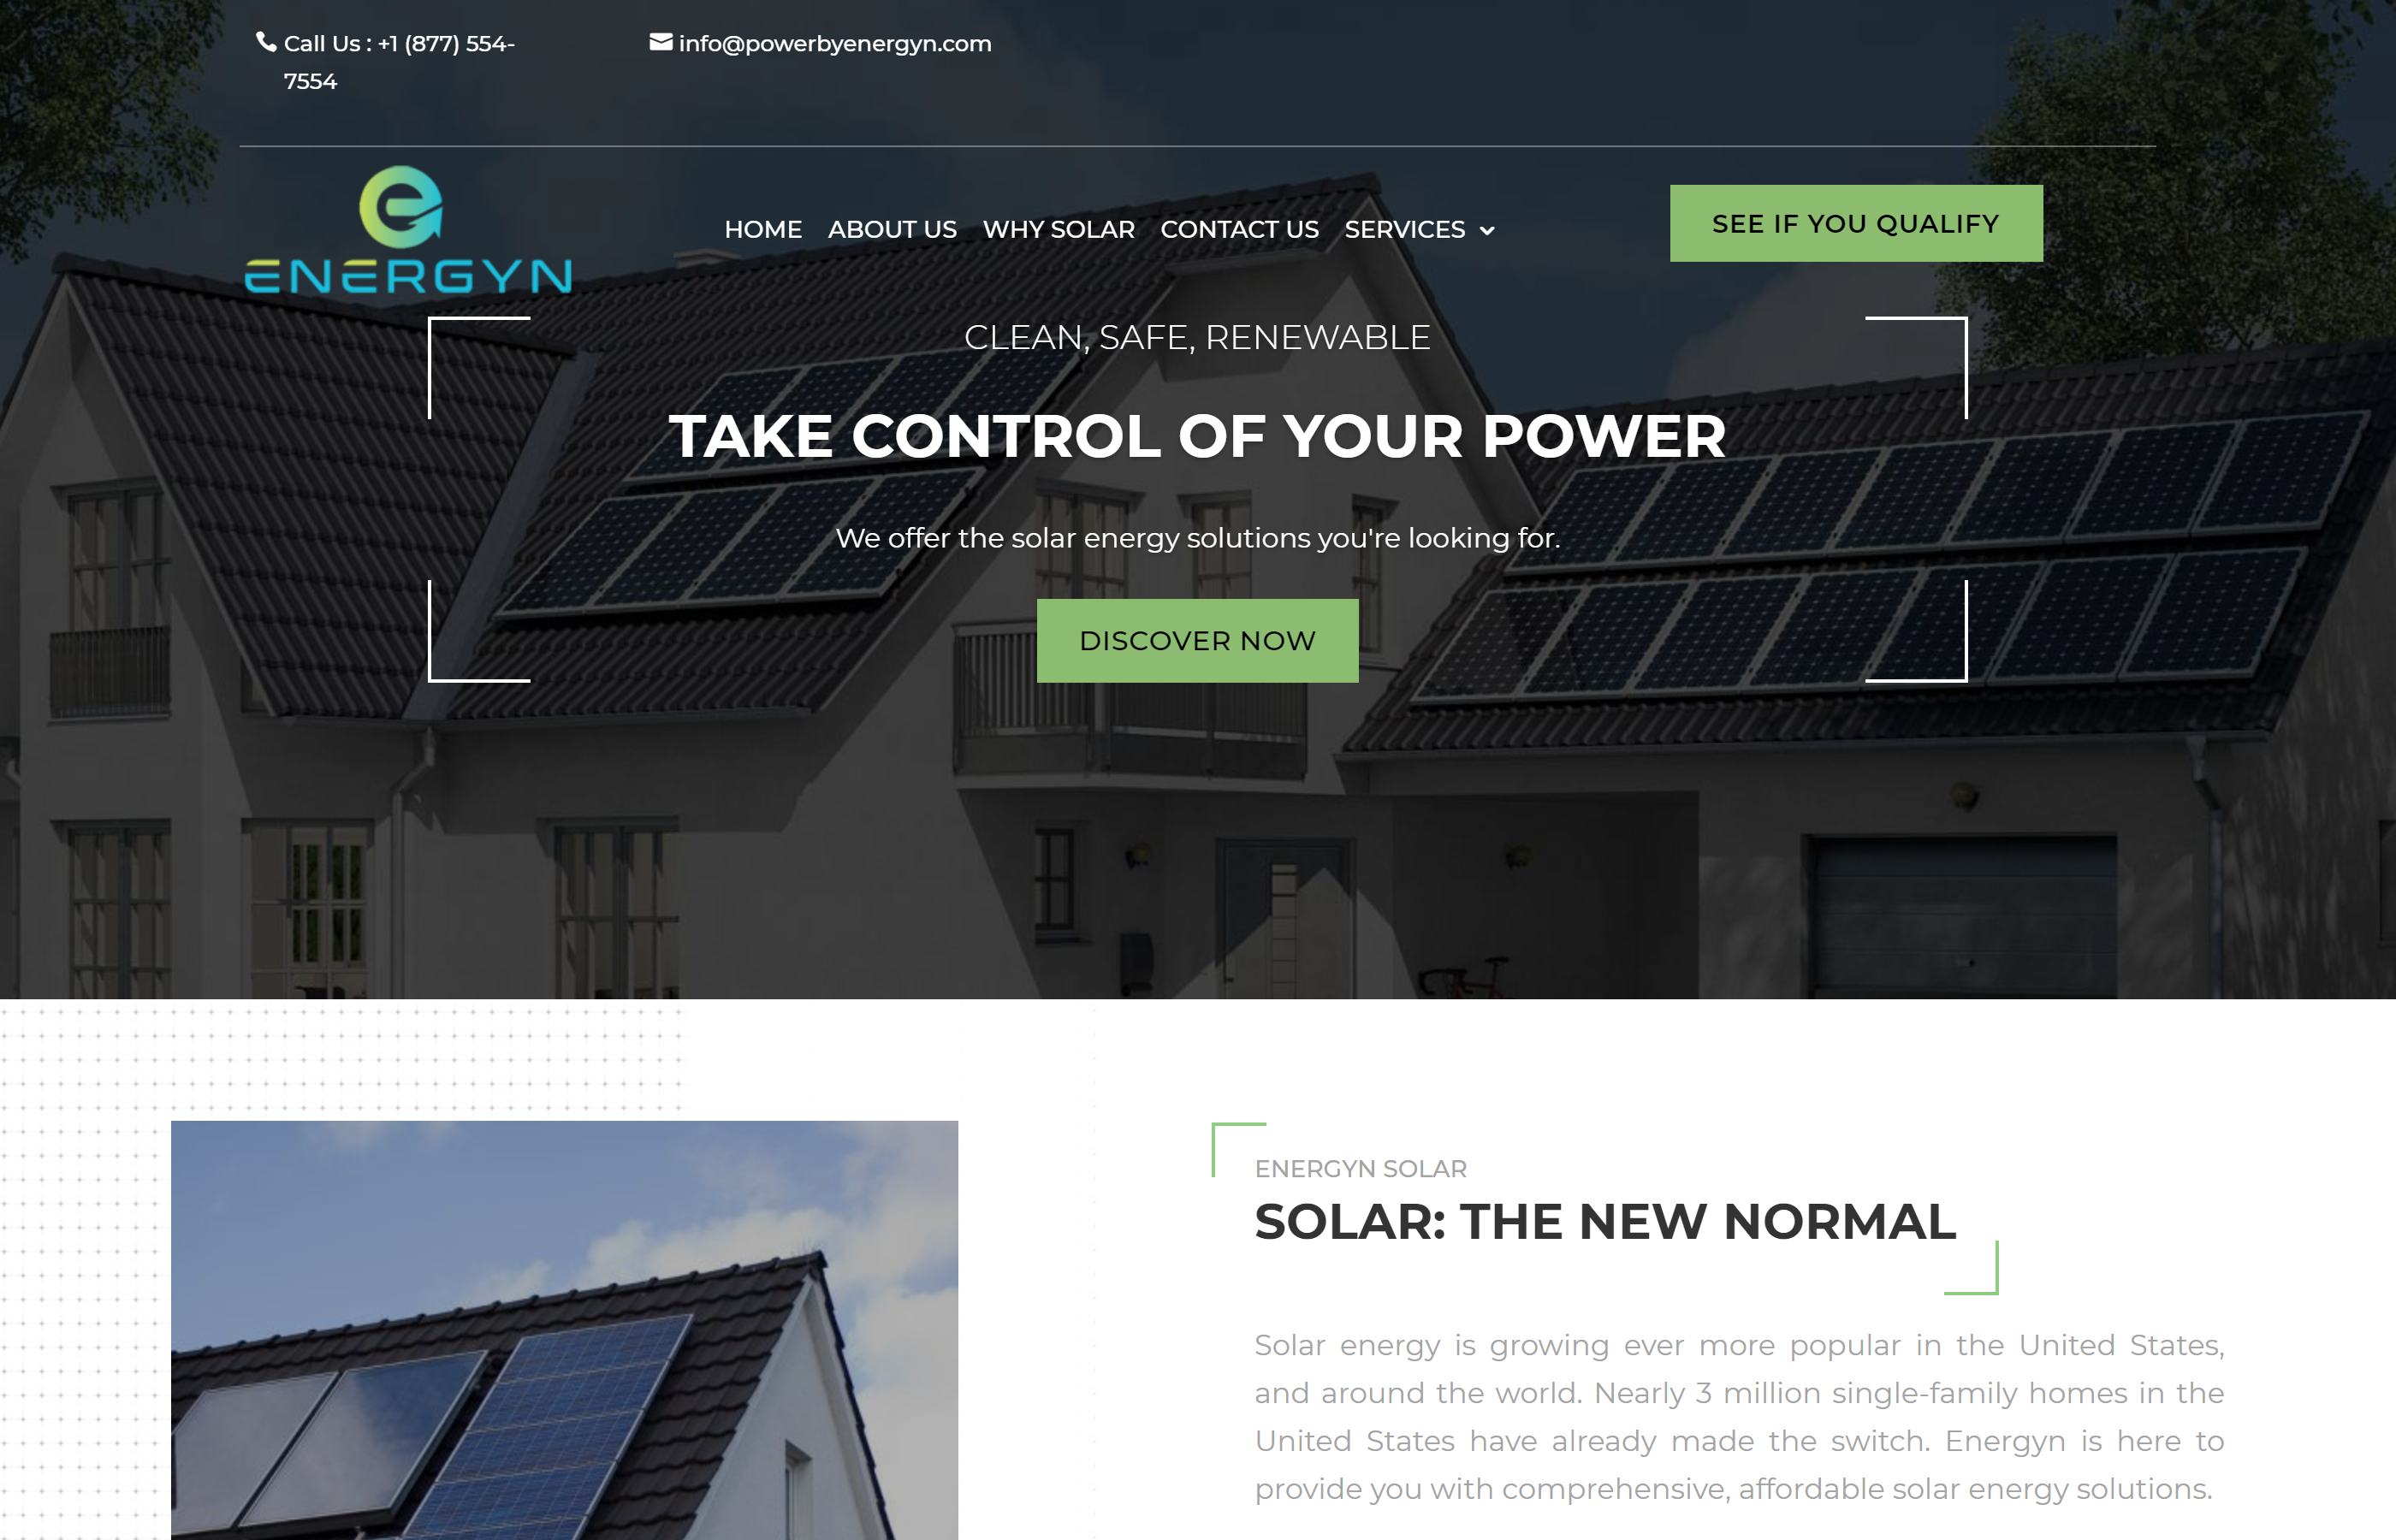 Call Us : +1 (877) 554-
7554
info@powerbyenergyn.com
ENERGYN
HOME ABOUT US WHY SOLAR CONTACT US SERVICES
SEE IF YOU QUALIFY
CLEAN, SAFE, RENEWABLE
TAKE CONTROL OF YOUR POWER
We offer the solar energy solutions you're looking for.
DISCOVER NOW
ENERGYN SOLAR
SOLAR: THE NEW NORMAL
Solar energy is growing ever more popular in the United States,
and around the world. Nearly 3 million single-family homes in the
United States have already made the switch. Energyn is here to
provide you with comprehensive, affordable solar energy solutions.